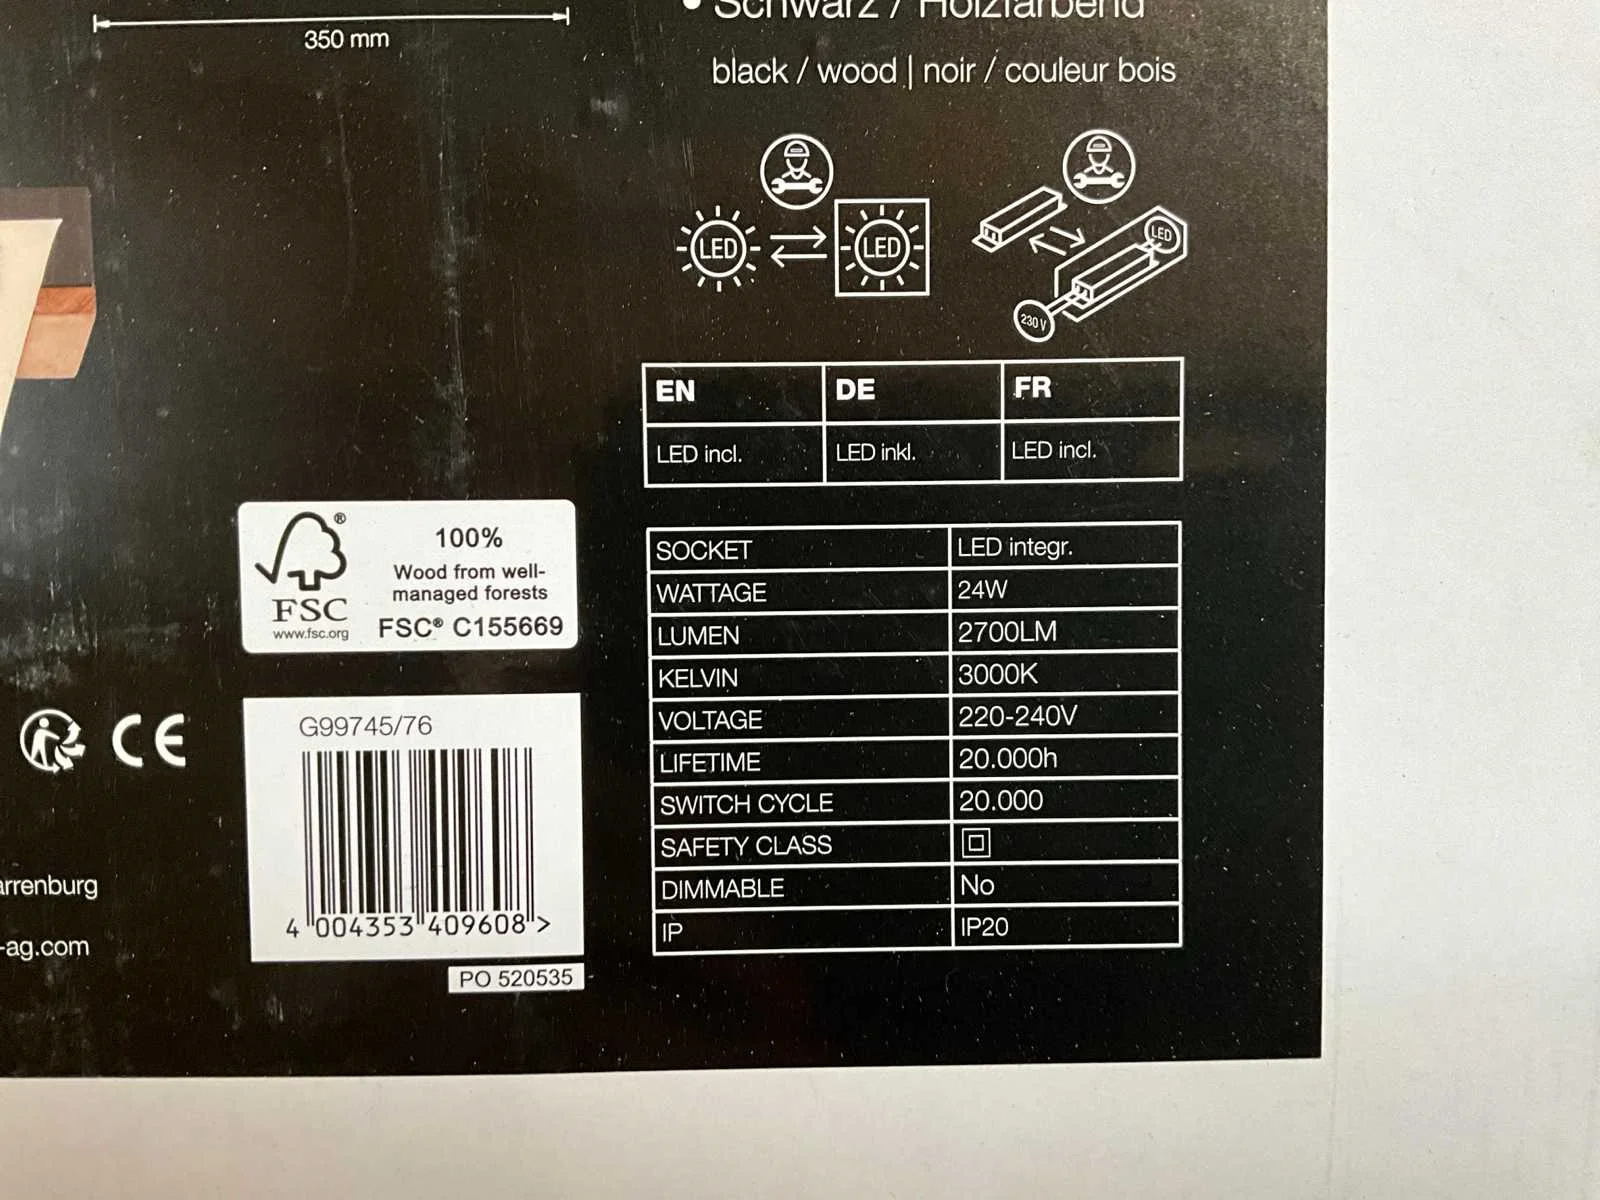 350 mm
• Schwarz / Holzfarbend
black / wood | noir / couleur bois
LED
LED
LED
230 V
EN DE FR
LED incl. LED inkl. LED incl.
100%
Wood from well-
managed forests
FSC® C155669
FSC
www.fsc.org
®
SOCKET LED integr.
WATTAGE 24W
LUMEN 2700LM
KELVIN 3000K
VOLTAGE 220-240V
LIFETIME 20.000h
SWITCH CYCLE 20.000
SAFETY CLASS
DIMMABLE No
IP IP20
CE
G99745/76
4 004353 409608 >
PO 520535
arrenburg
-ag.com